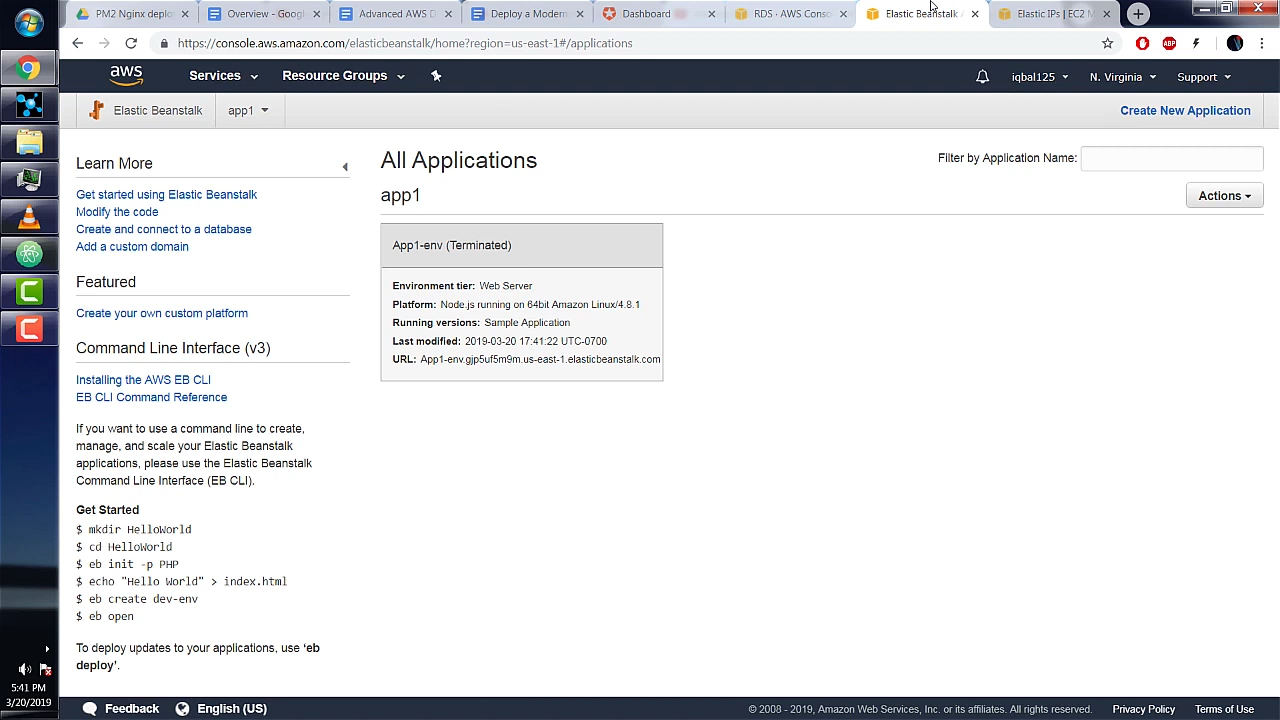 PM2 Nginx deplo
Overview - Googl
Advanced AWS D
Deploy a Modern
Dashboard
RDS - AWS Conso
Elastic Beanstalk
Elastic IPs | EC2 M
https://console.aws.amazon.com/elasticbeanstalk/home?region=us-east-1#/applications
ABP
aws
Services
Resource Groups
iqbal125
N. Virginia
Support
Elastic Beanstalk
app1
Create New Application
Learn More
Get started using Elastic Beanstalk
Modify the code
Create and connect to a database
Add a custom domain
Featured
Create your own custom platform
Command Line Interface (v3)
Installing the AWS EB CLI
EB CLI Command Reference
If you want to use a command line to create,
manage, and scale your Elastic Beanstalk
applications, please use the Elastic Beanstalk
Command Line Interface (EB CLI).
Get Started
$ mkdir HelloWorld
$ cd HelloWorld
$ eb init -p PHP
$ echo "Hello World" > index.html
$ eb create dev-env
$ eb open
To deploy updates to your applications, use ‘eb
deploy’.
All Applications
Filter by Application Name:
app1
Actions
App1-env (Terminated)
Environment tier: Web Server
Platform: Node.js running on 64bit Amazon Linux/4.8.1
Running versions: Sample Application
Last modified: 2019-03-20 17:41:22 UTC-0700
URL: App1-env.gjp5uf5m9m.us-east-1.elasticbeanstalk.com
5:41 PM
3/20/2019
Feedback
English (US)
© 2008 - 2019, Amazon Web Services, Inc. or its affiliates. All rights reserved.
Privacy Policy
Terms of Use